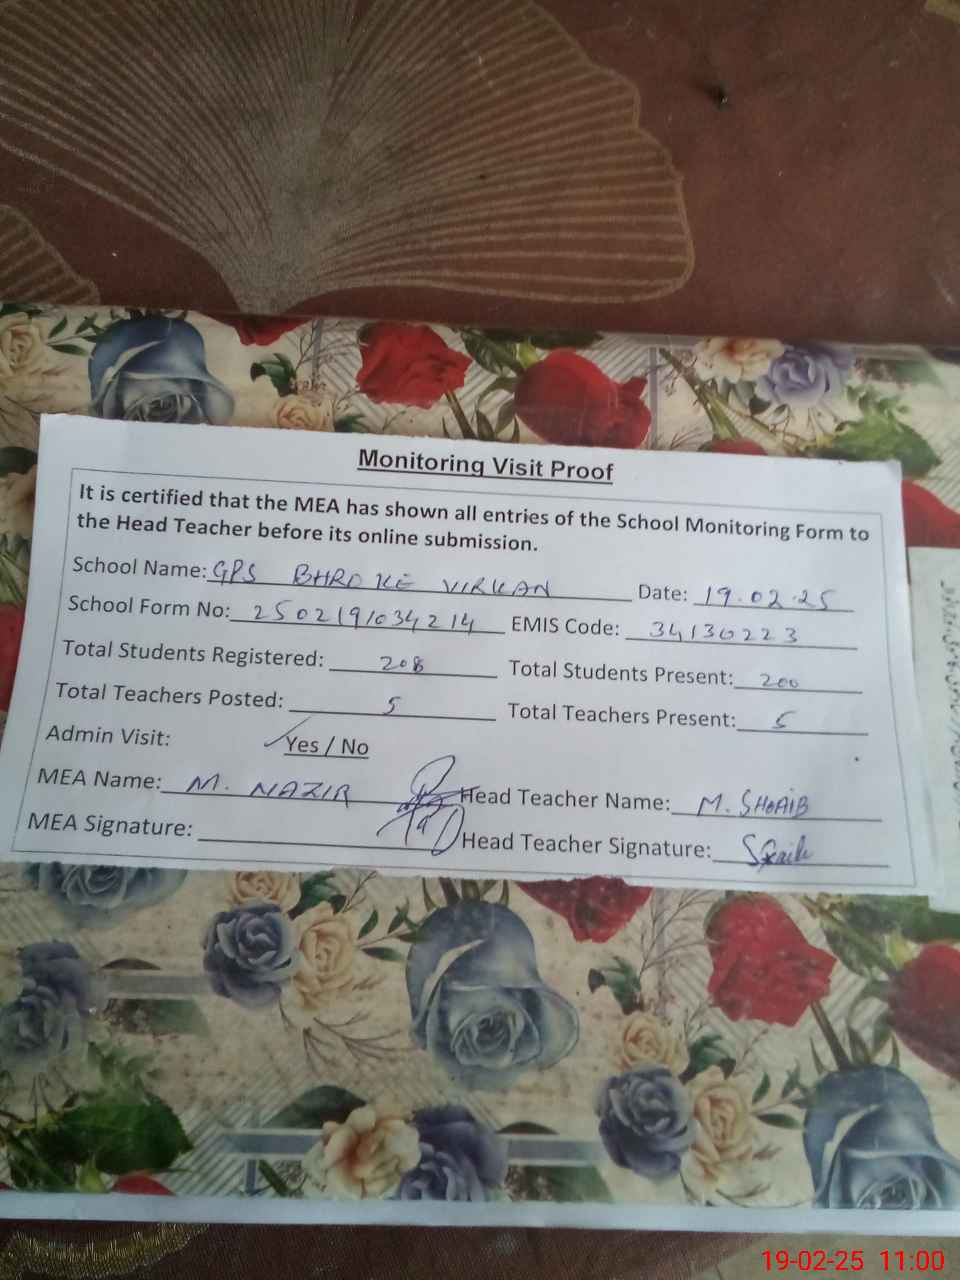 Monitoring Visit Proof
It is certified that the MEA has shown all entries of the School Monitoring Form to
the Head Teacher before its online submission.
School Name: GPS BHROKE VIRKAN Date: 19.02.25
School Form No: 2502191034214 EMIS Code: 34130223
Total Students Registered: 208 Total Students Present: 200
Total Teachers Posted: 5 Total Teachers Present: 5
Admin Visit: Yes / No
MEA Name: M. NAZIR Head Teacher Name: M. SHOAIB
MEA Signature: Head Teacher Signature:
19-02-25 11:00